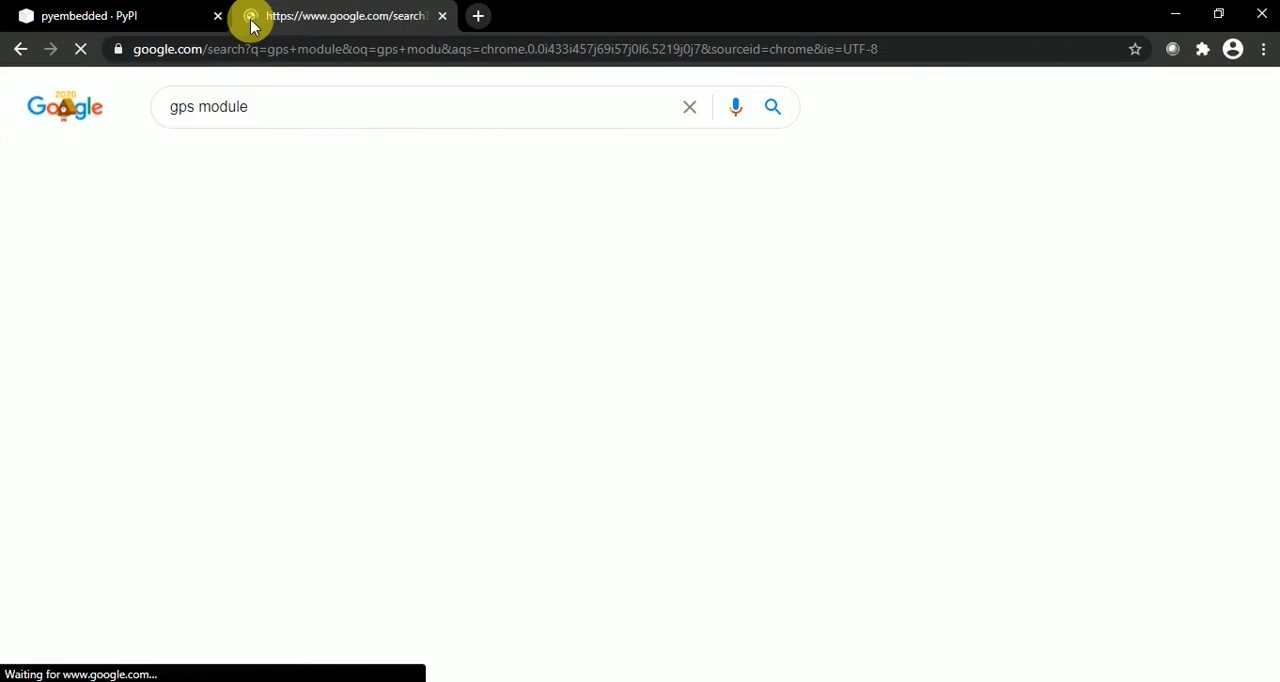 pyembedded · PyPI
https://www.google.com/search?
google.com/search?q=gps+module&oq=gps+modu&aqs=chrome.0.0i433i457j69i57j0l6.5219j0j7&sourceid=chrome&ie=UTF-8
2020
Google
gps module
Waiting for www.google.com...